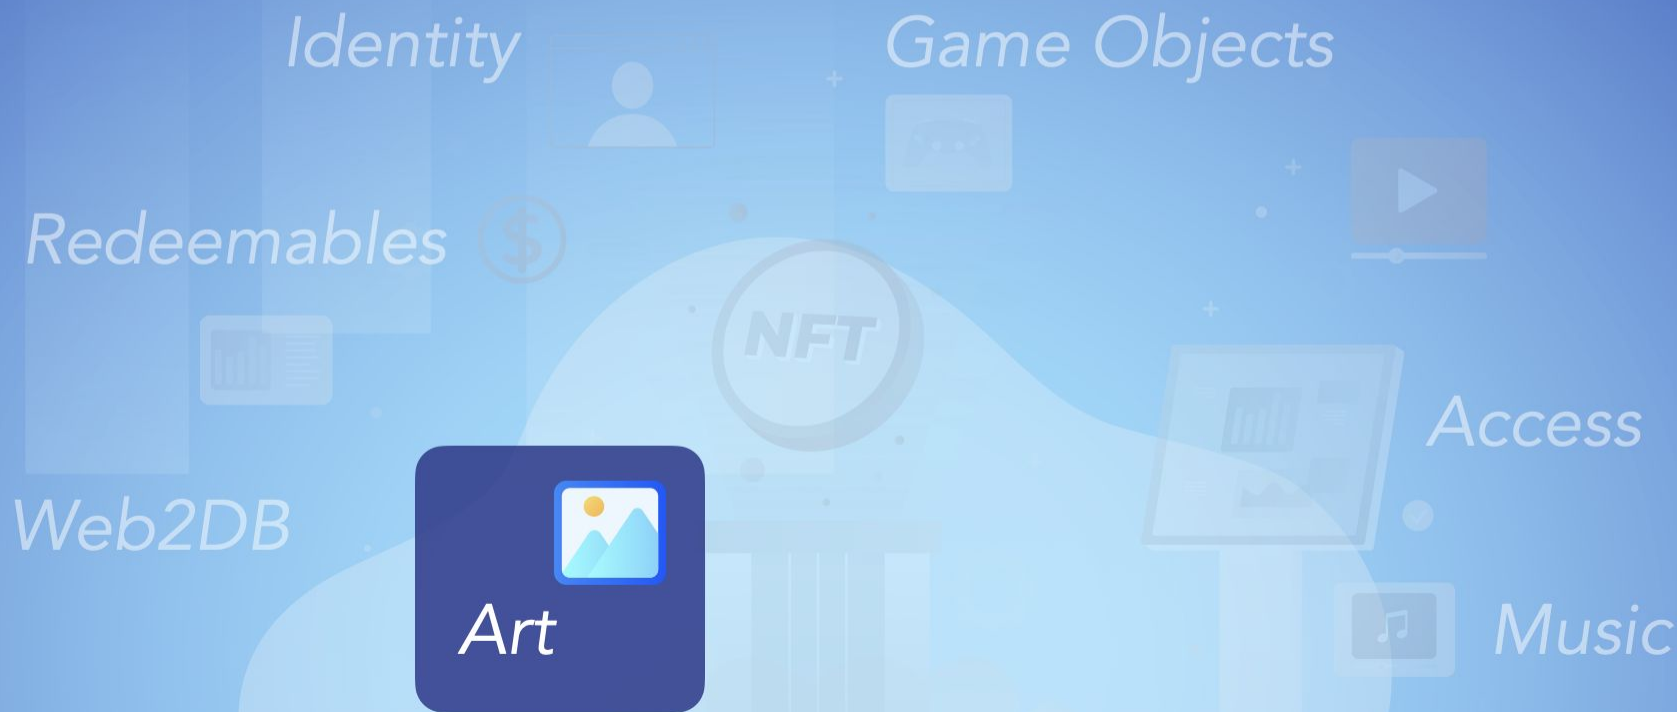 Identity
Game Objects
Redeemables
NFT
Access
Web2DB
Art
Music